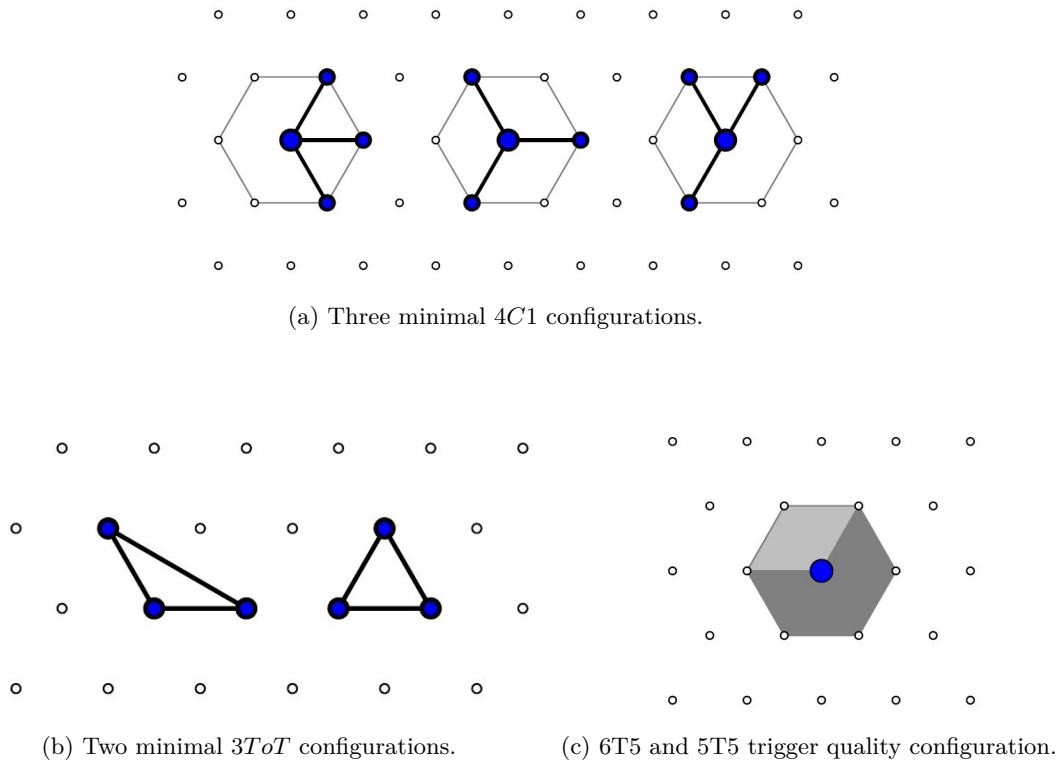 (a) Three minimal 4C1 configurations.
(b) Two minimal 3ToT configurations.
(c) 6T5 and 5T5 trigger quality configuration.